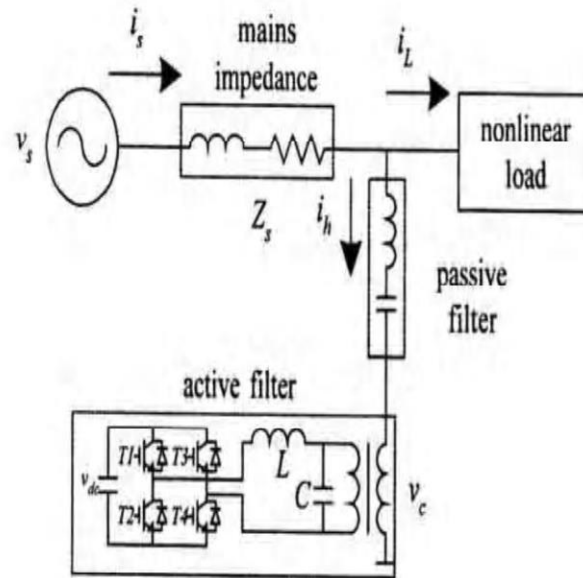 i_s
mains
impedance
i_L
v_s
nonlinear
load
Z_s
i_h
passive
filter
active filter
T1
T3
v_dc
L
C
v_c
T2
T4